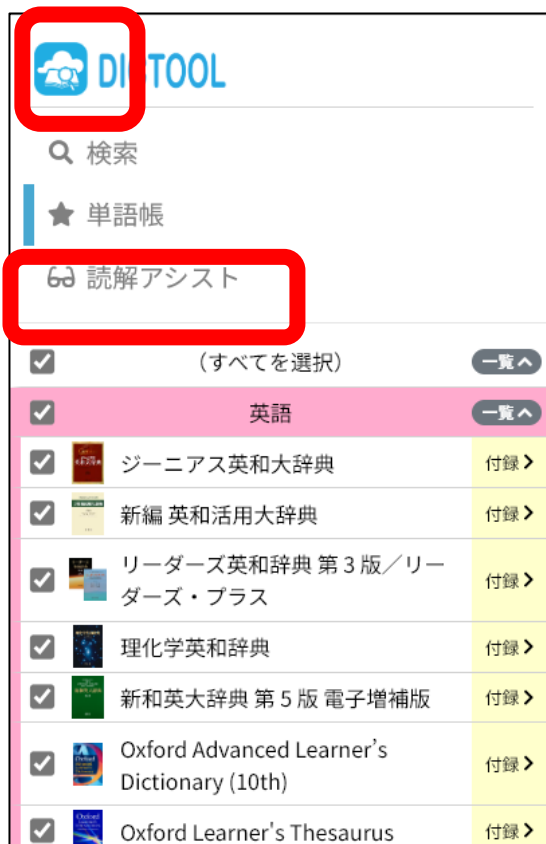 DICTOOL
検索
単語帳
読解アシスト
（すべてを選択） 一覧
英語 一覧
ジーニアス英和大辞典 付録
新編 英和活用大辞典 付録
リーダーズ英和辞典 第3版／リー
ダーズ・プラス 付録
理化学英和辞典 付録
新和英大辞典 第5版 電子増補版 付録
Oxford Advanced Learner's
Dictionary (10th) 付録
Oxford Learner's Thesaurus 付録